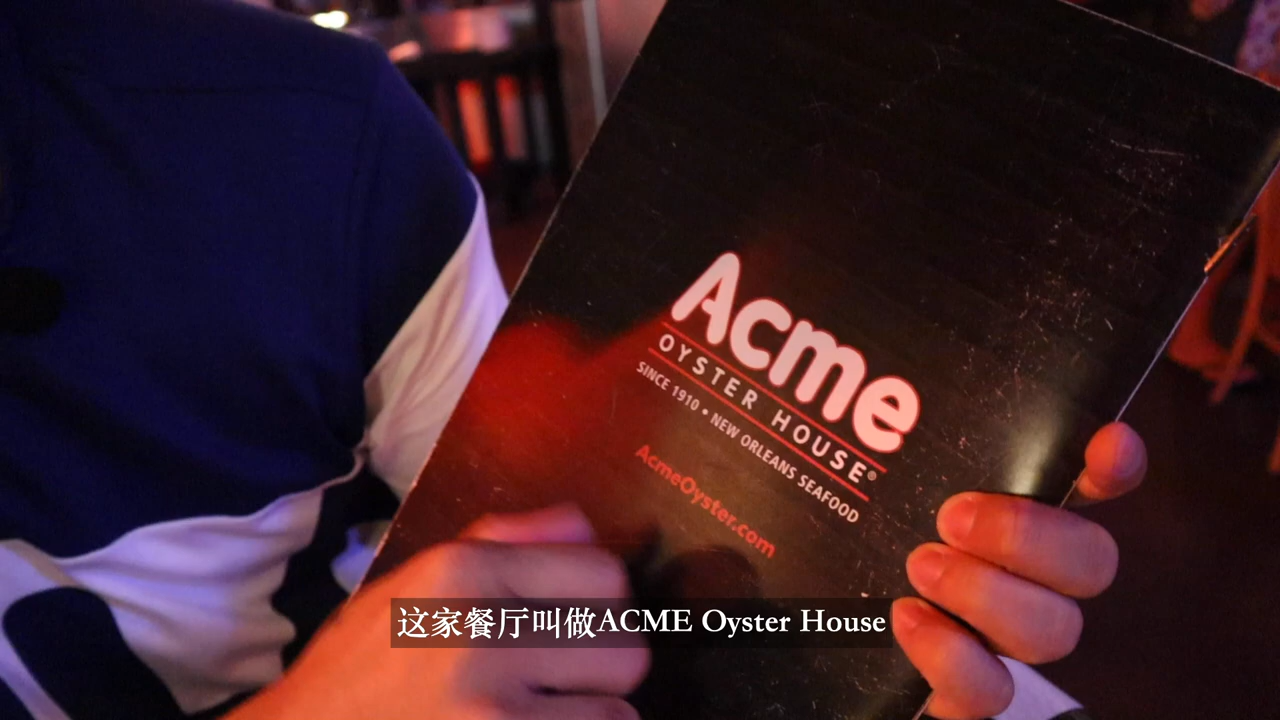 Acme
OYSTER HOUSE®
SINCE 1910 • NEW ORLEANS SEAFOOD
AcmeOyster.com
这家餐厅叫做ACME Oyster House